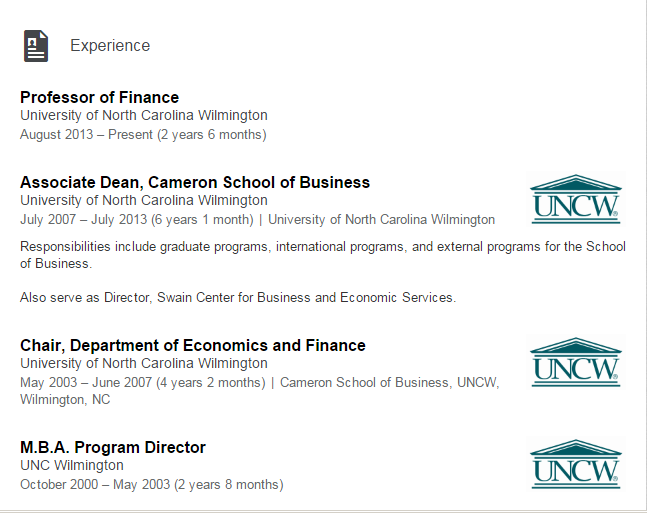 Experience
Professor of Finance
University of North Carolina Wilmington
August 2013 – Present (2 years 6 months)
Associate Dean, Cameron School of Business
University of North Carolina Wilmington
July 2007 – July 2013 (6 years 1 month) | University of North Carolina Wilmington
UNCW®
Responsibilities include graduate programs, international programs, and external programs for the School
of Business.
Also serve as Director, Swain Center for Business and Economic Services.
Chair, Department of Economics and Finance
University of North Carolina Wilmington
May 2003 – June 2007 (4 years 2 months) | Cameron School of Business, UNCW,
Wilmington, NC
UNCW®
M.B.A. Program Director
UNC Wilmington
October 2000 – May 2003 (2 years 8 months)
UNCW®